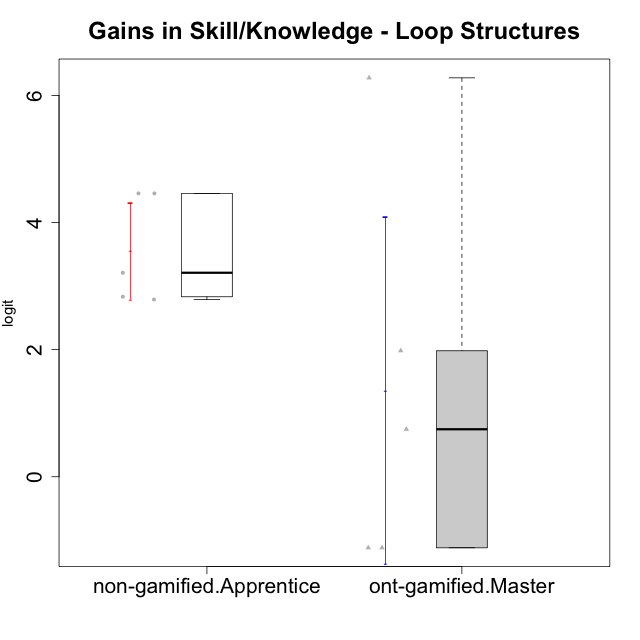 Gains in Skill/Knowledge - Loop Structures
logit
6
4
2
0
non-gamified.Apprentice
ont-gamified.Master